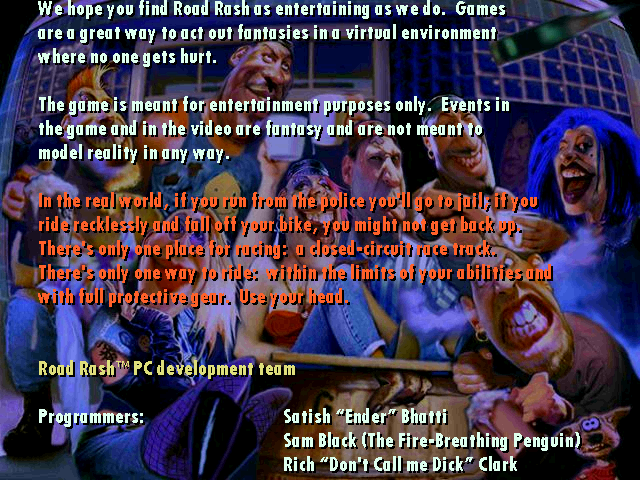 We hope you find Road Rash as entertaining as we do. Games
are a great way to act out fantasies in a virtual environment
where no one gets hurt.
The game is meant for entertainment purposes only. Events in
the game and in the video are fantasy and are not meant to
model reality in any way.
In the real world, if you run from the police you'll go to jail; if you
ride recklessly and fall off your bike, you might not get back up.
There's only one place for racing: a closed-circuit race track.
There's only one way to ride: within the limits of your abilities and
with full protective gear. Use your head.
Road Rash™ PC development team
Programmers: Satish “Ender” Bhatti
Sam Black (The Fire-Breathing Penguin)
Rich “Don't Call me Dick” Clark